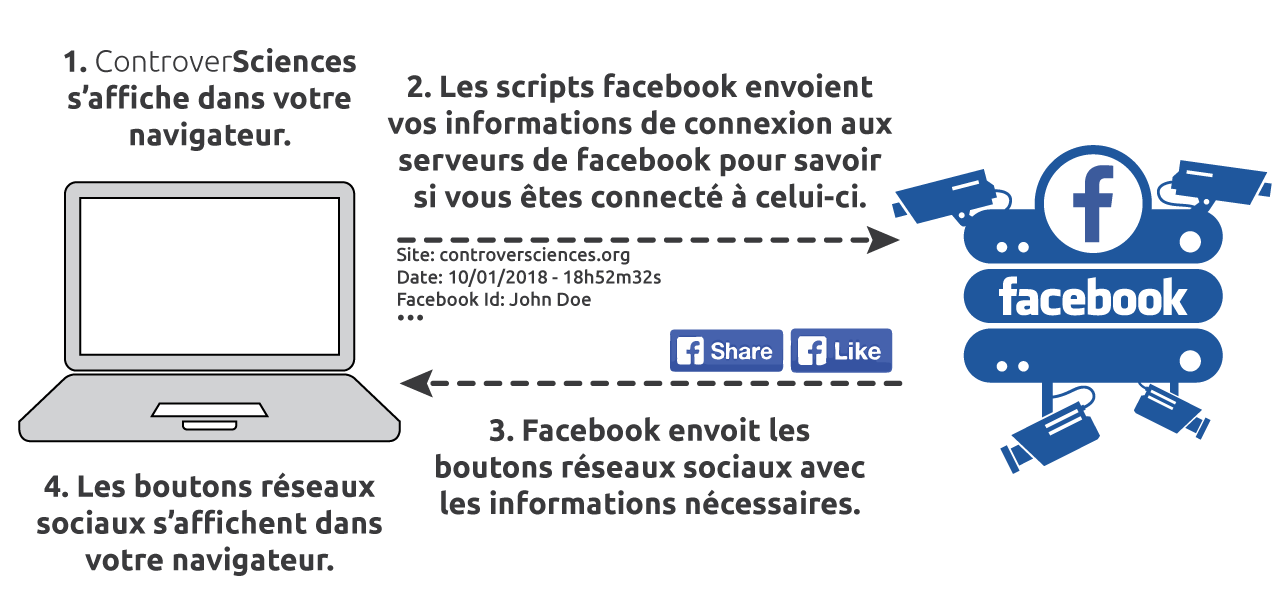 1. ControverSciences
s’affiche dans votre
navigateur.
2. Les scripts facebook envoient
vos informations de connexion aux
serveurs de facebook pour savoir
si vous êtes connecté à celui-ci.
Site: controversciences.org
Date: 10/01/2018 - 18h52m32s
Facebook Id: John Doe
...
f
facebook
f Share
f Like
3. Facebook envoit les
boutons réseaux sociaux avec
les informations nécessaires.
4. Les boutons réseaux
sociaux s’affichent dans
votre navigateur.